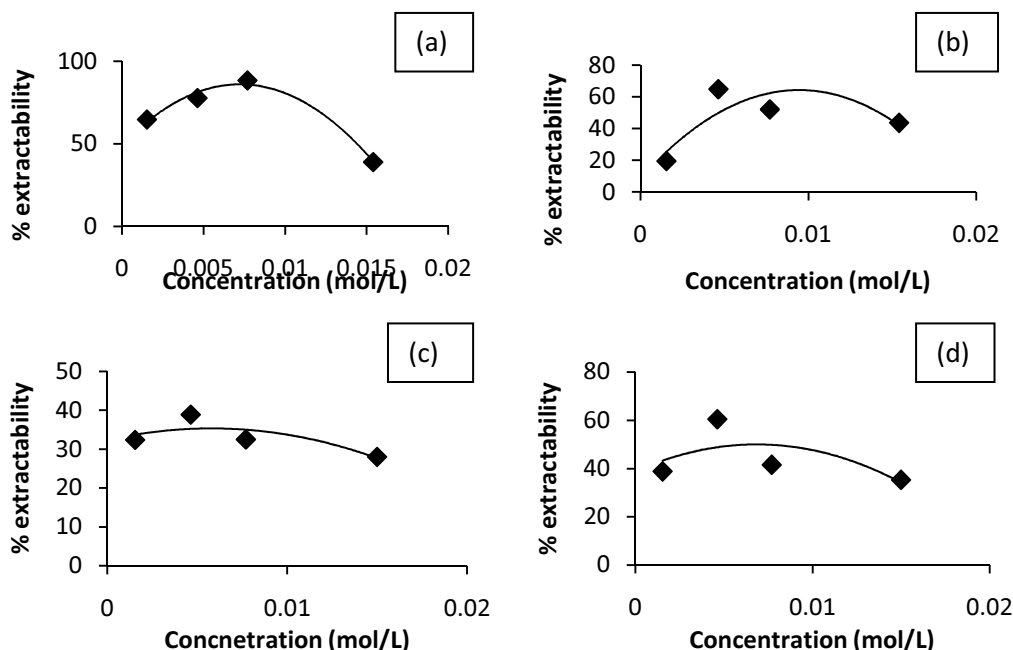 (a)
100
50
0
% extractability
0 0.005 0.01 0.015 0.02
Concentration (mol/L)
(b)
80
60
40
20
0
% extractability
0 0.01 0.02
Concentration (mol/L)
(c)
50
40
30
20
10
0
% extractability
0 0.01 0.02
Concnetration (mol/L)
(d)
80
60
40
20
0
% extractability
0 0.01 0.02
Concentration (mol/L)